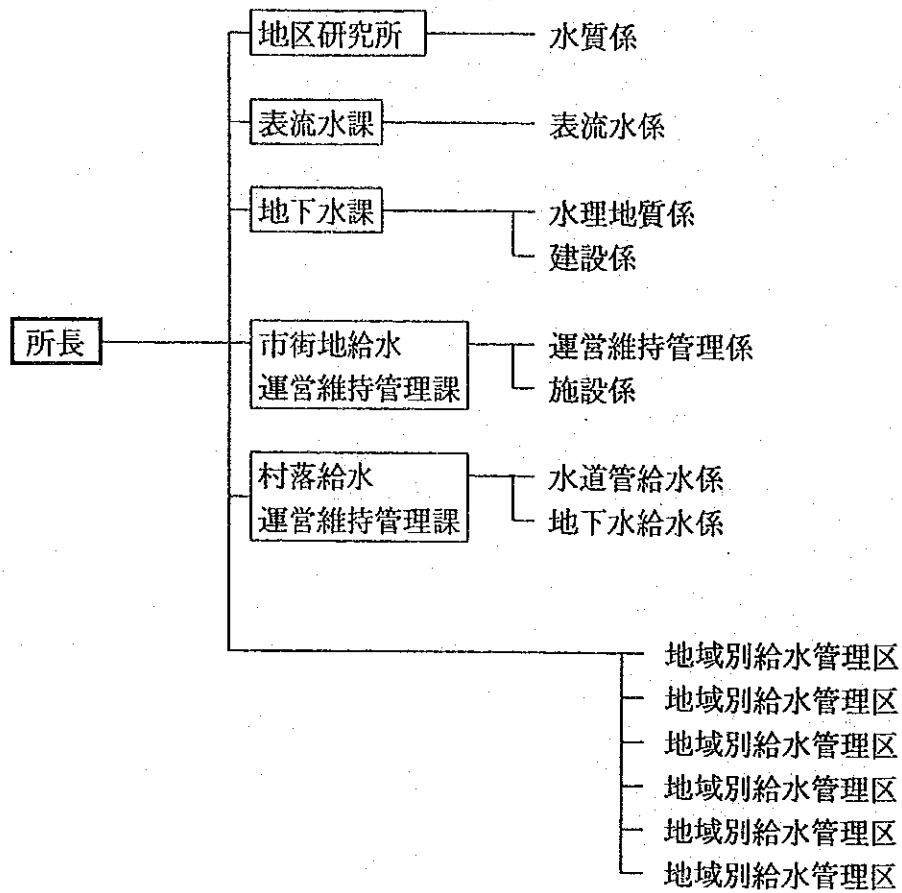 地区研究所
水質係
表流水課
表流水係
地下水課
水理地質係
建設係
所長
市街地給水
運営維持管理課
運営維持管理係
施設係
村落給水
運営維持管理課
水道管給水係
地下水給水係
地域別給水管理区
地域別給水管理区
地域別給水管理区
地域別給水管理区
地域別給水管理区
地域別給水管理区